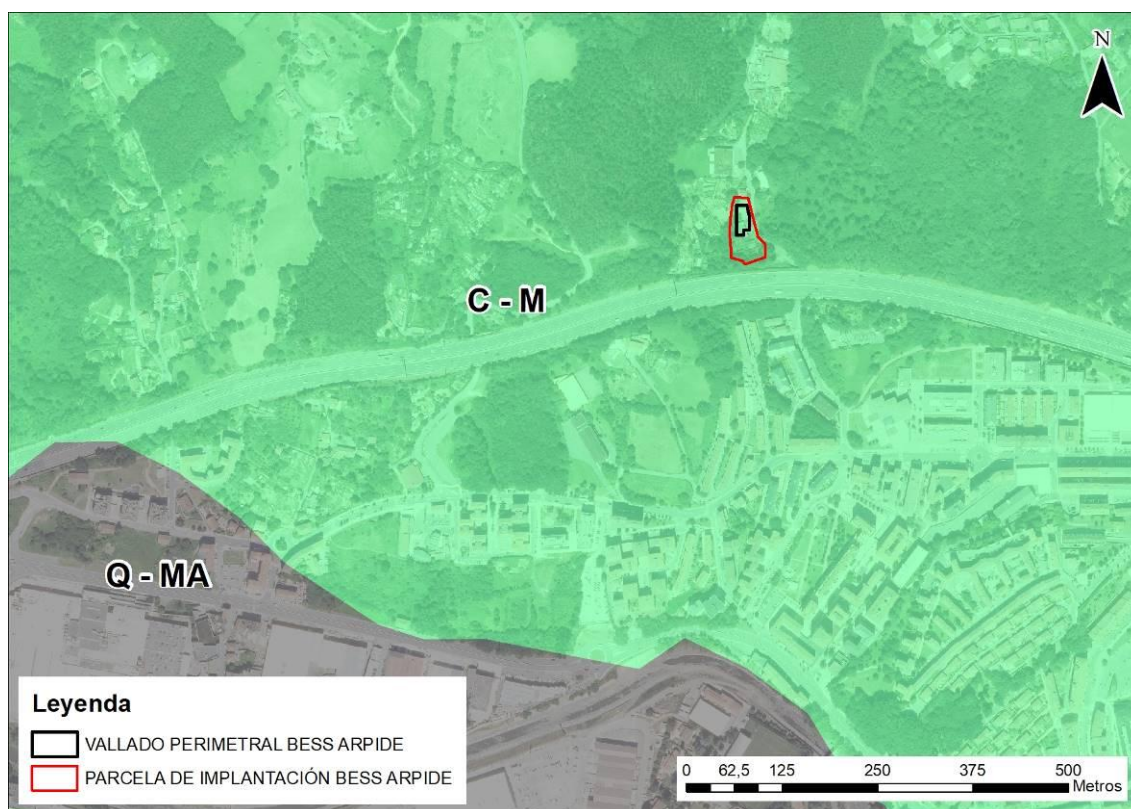 N
C - M
Q - MA
Leyenda
VALLADO PERIMETRAL BESS ARPIDE
PARCELA DE IMPLANTACIÓN BESS ARPIDE
0 62,5 125 250 375 500
Metros